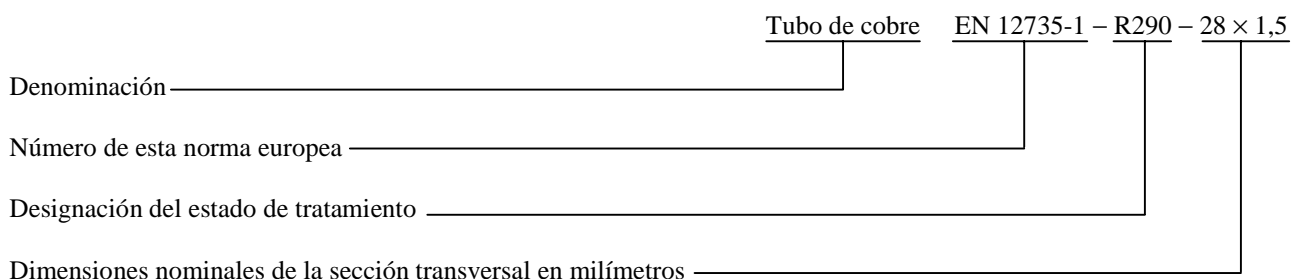 Tubo de cobre EN 12735-1 – R290 – 28 × 1,5
Denominación
Número de esta norma europea
Designación del estado de tratamiento
Dimensiones nominales de la sección transversal en milímetros